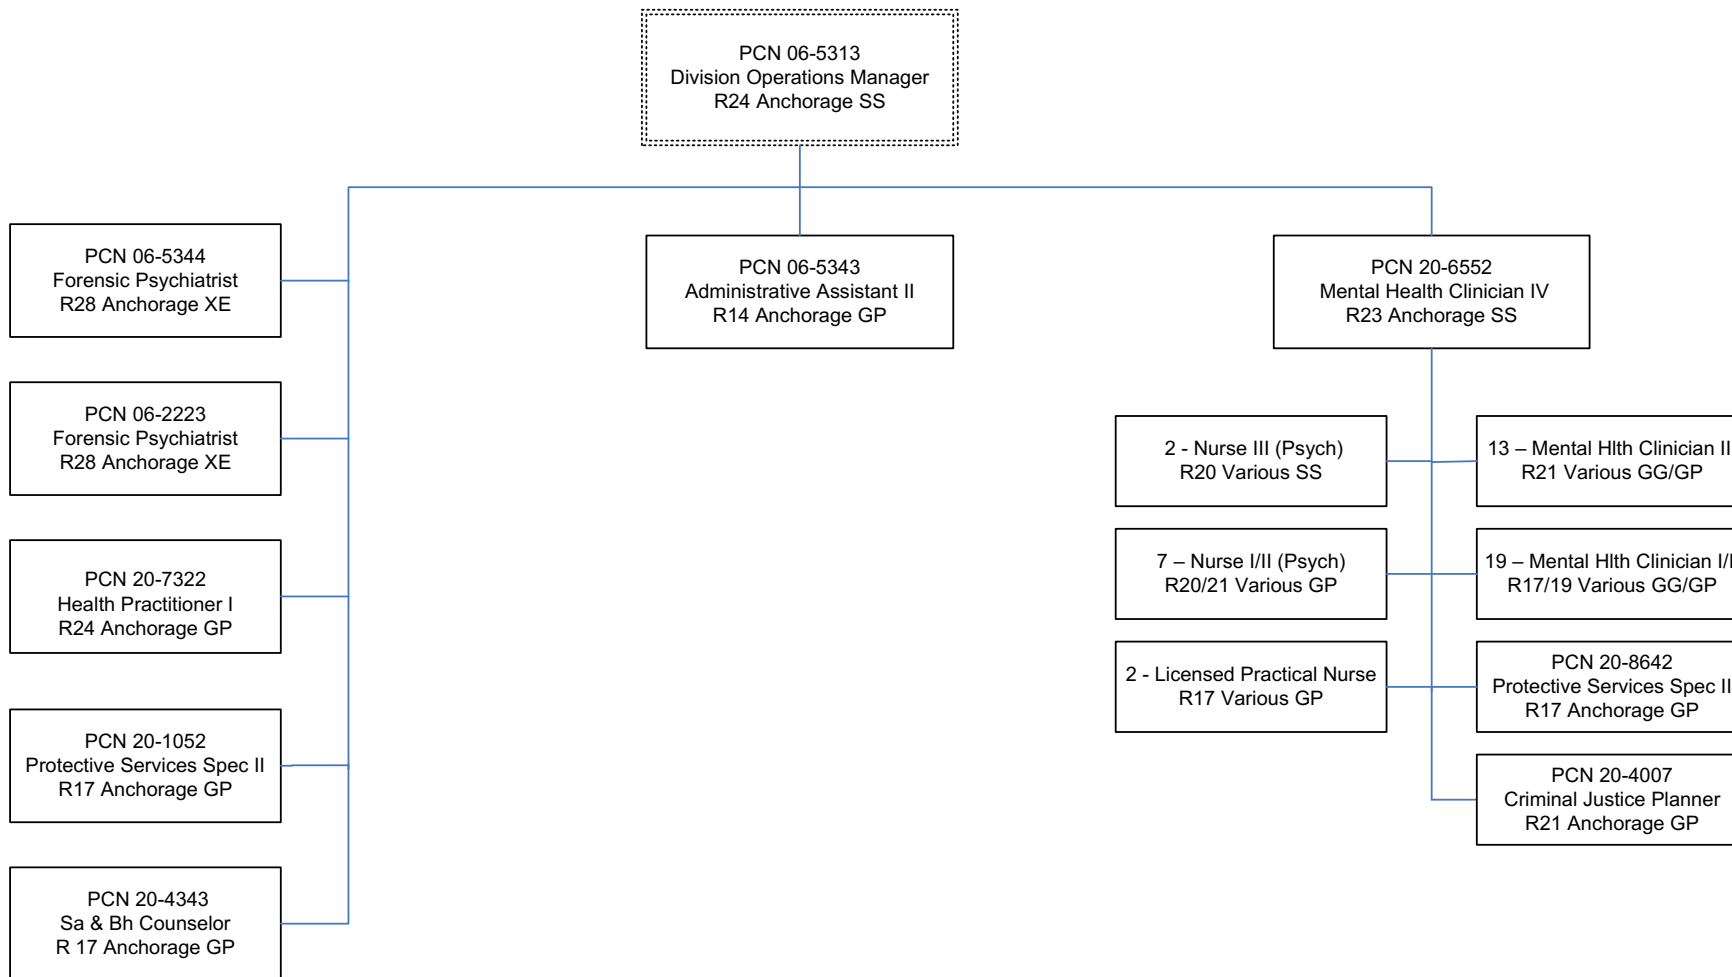 PCN 06-5313
Division Operations Manager
R24 Anchorage SS
PCN 06-5344
Forensic Psychiatrist
R28 Anchorage XE
PCN 06-2223
Forensic Psychiatrist
R28 Anchorage XE
PCN 20-7322
Health Practitioner I
R24 Anchorage GP
PCN 20-1052
Protective Services Spec II
R17 Anchorage GP
PCN 20-4343
Sa & Bh Counselor
R 17 Anchorage GP
PCN 06-5343
Administrative Assistant II
R14 Anchorage GP
PCN 20-6552
Mental Health Clinician IV
R23 Anchorage SS
2 - Nurse III (Psych)
R20 Various SS
7 – Nurse I/II (Psych)
R20/21 Various GP
2 - Licensed Practical Nurse
R17 Various GP
13 – Mental Hlth Clinician
R21 Various GG/GP
19 – Mental Hlth Clinician
R17/19 Various GG/GP
PCN 20-8642
Protective Services Spec II
R17 Anchorage GP
PCN 20-4007
Criminal Justice Planner
R21 Anchorage GP